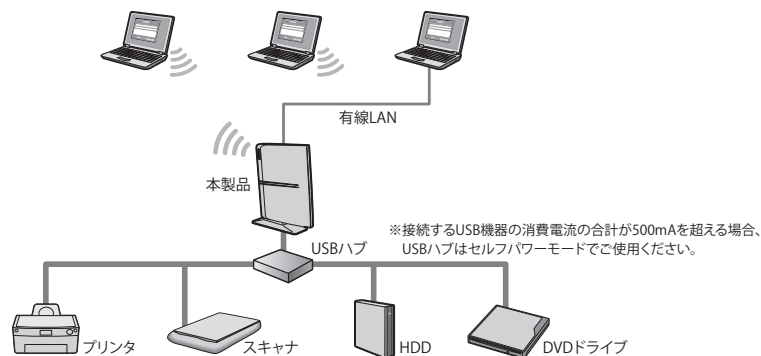 有線LAN
本製品
※接続するUSB機器の消費電流の合計が500mAを超える場合、
USBハブはセルフパワーモードでご使用ください。
USBハブ
プリンタ
スキャナ
HDD
DVDドライブ